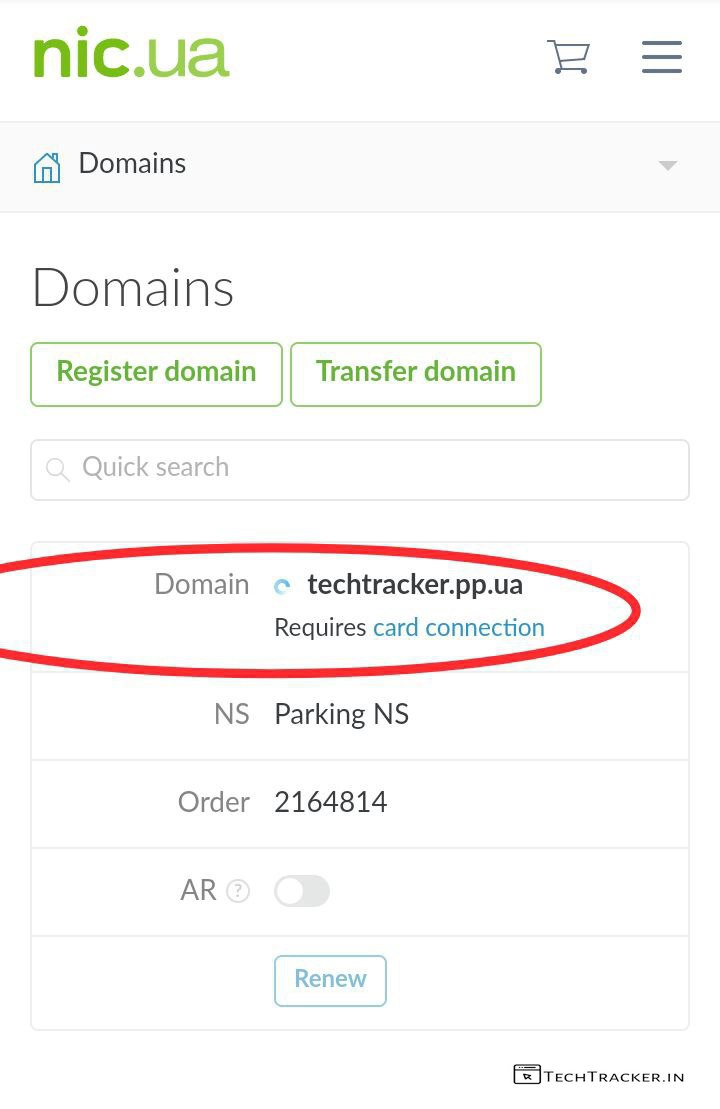 nic.ua
Domains
Domains
Register domain Transfer domain
Quick search
Domain techtracker.pp.ua
Requires card connection
NS Parking NS
Order 2164814
AR ?
Renew
TECHTRACKER.IN